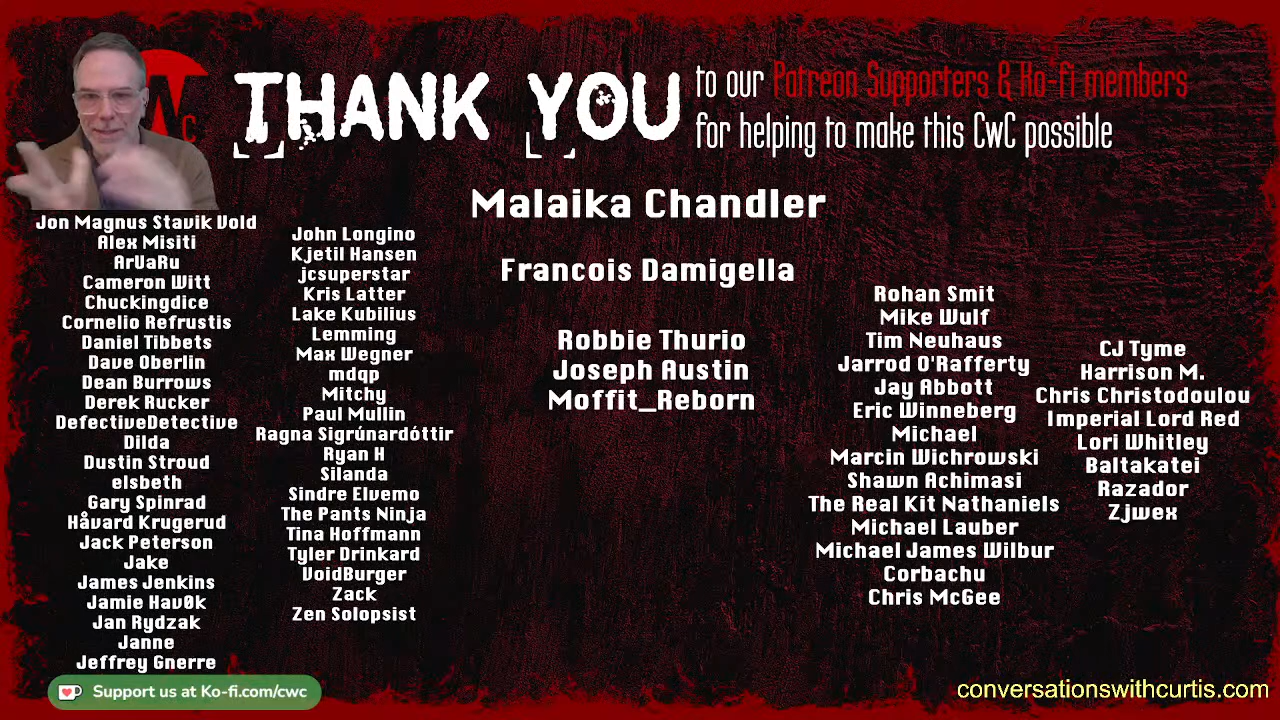 C
THANK YOU
to our Patreon Supporters & Ko-fi members
for helping to make this CwC possible
Malaika Chandler
Francois Damigella
Robbie Thurio
Joseph Austin
Moffit_Reborn
Jon Magnus Stavik Vold
Alex Misiti
ArVaRu
Cameron Witt
Chuckingdice
Cornelio Refrustis
Daniel Tibbets
Dave Oberlin
Dean Burrows
Derek Rucker
DefectiveDetective
Dilda
Dustin Stroud
elsbeth
Gary Spinrad
Håvard Krugerud
Jack Peterson
Jake
James Jenkins
Jamie Hav0k
Jan Rydzak
Janne
Jeffrey Gnerre
John Longino
Kjetil Hansen
jcsuperstar
Kris Latter
Lake Kubilius
Lemming
Max Wegner
mdqp
Mitchy
Paul Mullin
Ragna Sigrúnardóttir
Ryan H
Silanda
Sindre Elvemo
The Pants Ninja
Tina Hoffmann
Tyler Drinkard
VoidBurger
Zack
Zen Solopsist
Rohan Smit
Mike Wulf
Tim Neuhaus
Jarrod O'Rafferty
Jay Abbott
Eric Winneberg
Michael
Marcin Wichrowski
Shawn Achimasi
The Real Kit Nathaniels
Michael Lauber
Michael James Wilbur
Corbachu
Chris McGee
CJ Tyme
Harrison M.
Chris Christodoulou
Imperial Lord Red
Lori Whitley
Baltakatei
Razador
Zjwex
Support us at Ko-fi.com/cwc
conversationswithcurtis.com